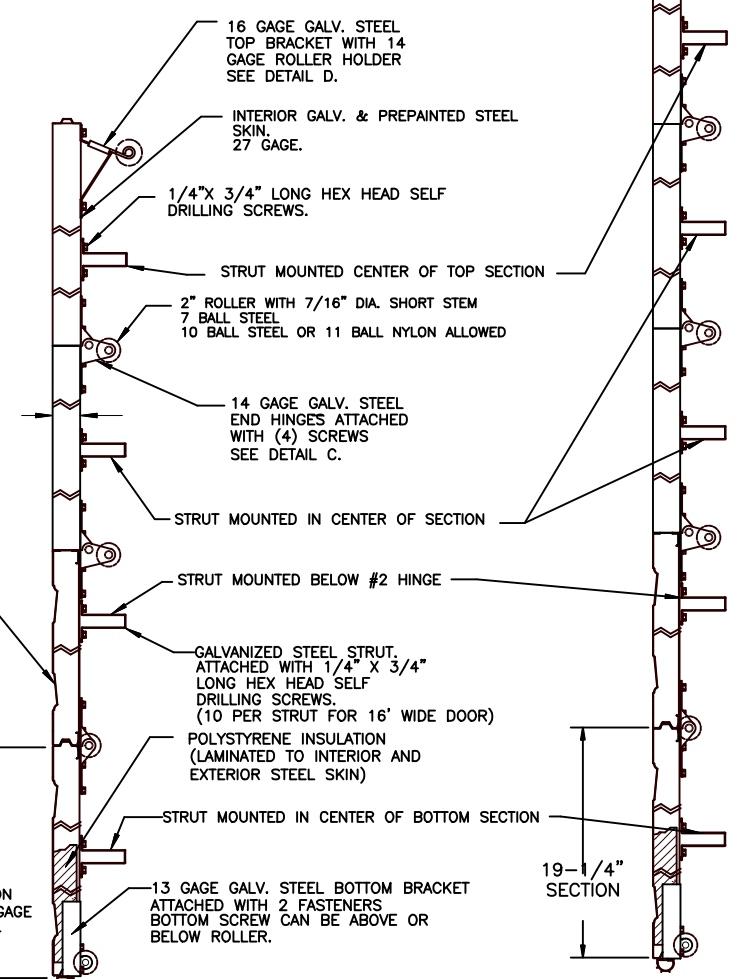 16 GAGE GALV. STEEL
TOP BRACKET WITH 14
GAGE ROLLER HOLDER
SEE DETAIL D.
INTERIOR GALV. & PREPAINTED STEEL
SKIN.
27 GAGE.
1/4"X 3/4" LONG HEX HEAD SELF
DRILLING SCREWS.
STRUT MOUNTED CENTER OF TOP SECTION
2" ROLLER WITH 7/16" DIA. SHORT STEM
7 BALL STEEL
10 BALL STEEL OR 11 BALL NYLON ALLOWED
14 GAGE GALV. STEEL
END HINGES ATTACHED
WITH (4) SCREWS
SEE DETAIL C.
STRUT MOUNTED IN CENTER OF SECTION
STRUT MOUNTED BELOW #2 HINGE
GALVANIZED STEEL STRUT.
ATTACHED WITH 1/4" X 3/4"
LONG HEX HEAD SELF
DRILLING SCREWS.
(10 PER STRUT FOR 16' WIDE DOOR)
POLYSTYRENE INSULATION
(LAMINATED TO INTERIOR AND
EXTERIOR STEEL SKIN)
STRUT MOUNTED IN CENTER OF BOTTOM SECTION
19-1/4"
SECTION
13 GAGE GALV. STEEL BOTTOM BRACKET
ATTACHED WITH 2 FASTENERS
BOTTOM SCREW CAN BE ABOVE OR
BELOW ROLLER.
ON
GAGE